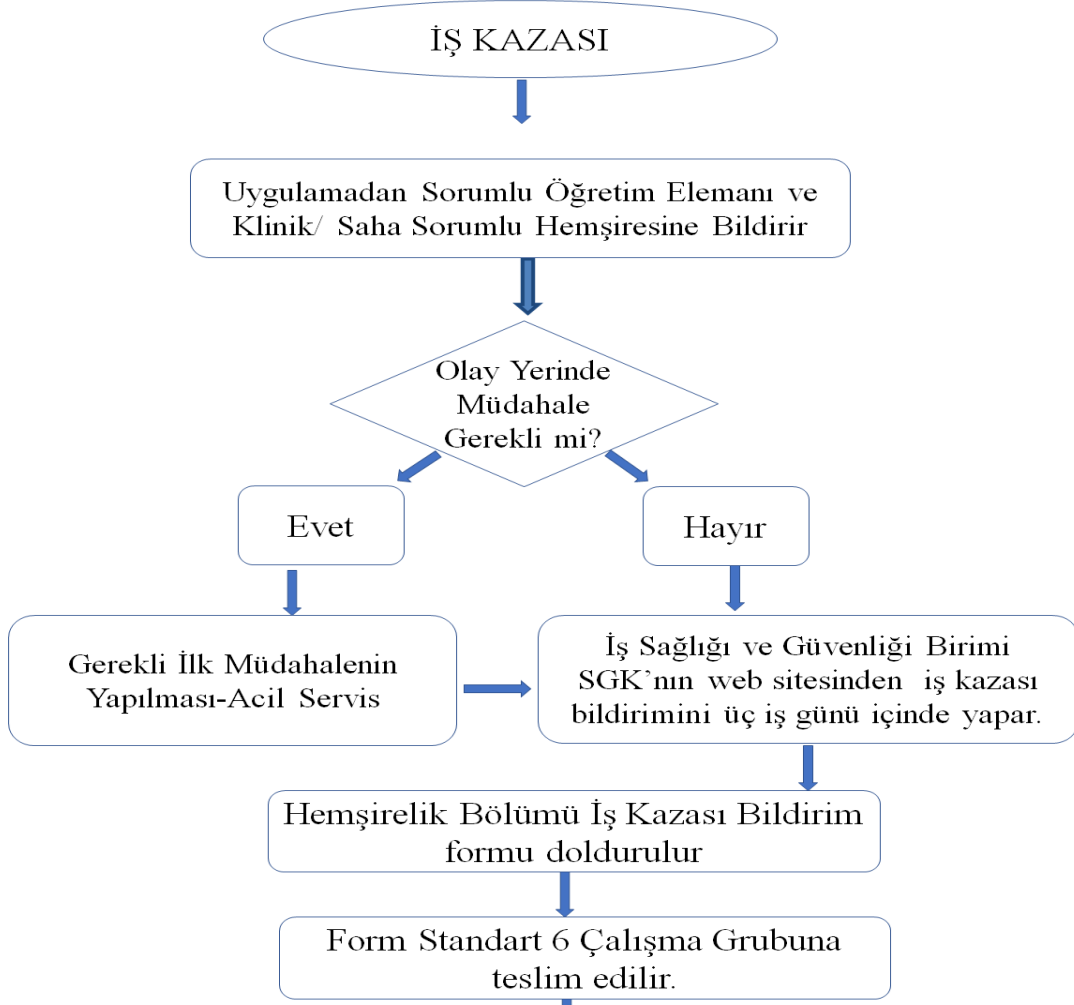 İŞ KAZASI
Uygulamadan Sorumlu Öğretim Elemanı ve
Klinik/ Saha Sorumlu Hemşiresine Bildirir
Olay Yerinde
Müdahale
Gerekli mi?
Evet
Hayır
Gerekli İlk Müdahalenin
Yapılması-Acil Servis
İş Sağlığı ve Güvenliği Birimi
SGK’nın web sitesinden iş kazası
bildirimini üç iş günü içinde yapar.
Hemşirelik Bölümü İş Kazası Bildirim
formu doldurulur
Form Standart 6 Çalışma Grubuna
teslim edilir.